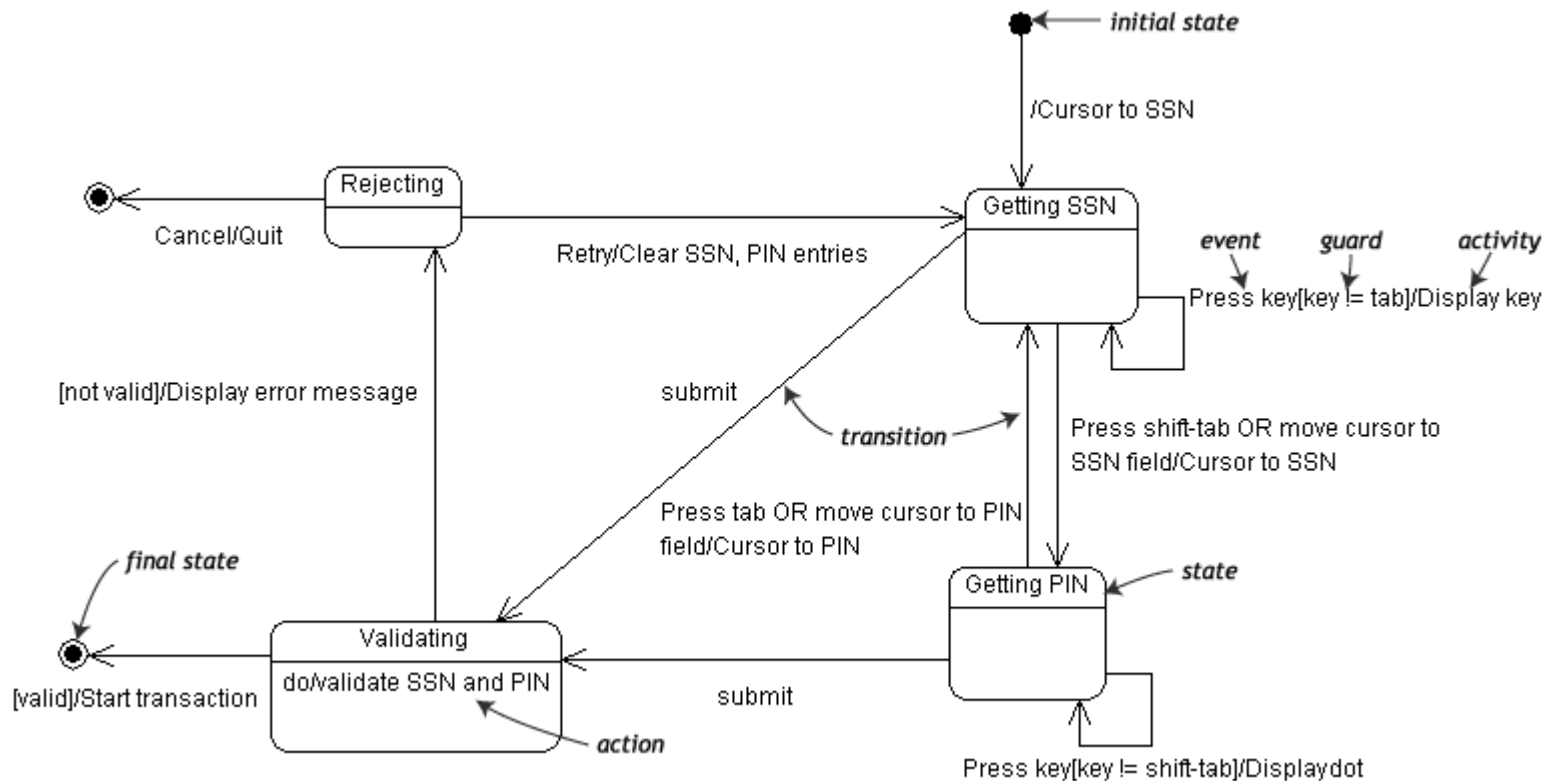 initial state
/Cursor to SSN
Rejecting
Getting SSN
Cancel/Quit
Retry/Clear SSN, PIN entries
event
guard
activity
Press key[key != tab]/Display key
[not valid]/Display error message
submit
transition
Press shift-tab OR move cursor to
SSN field/Cursor to SSN
Press tab OR move cursor to PIN
field/Cursor to PIN
final state
Getting PIN
state
Validating
do/validate SSN and PIN
[valid]/Start transaction
submit
action
Press key[key != shift-tab]/Displaydot